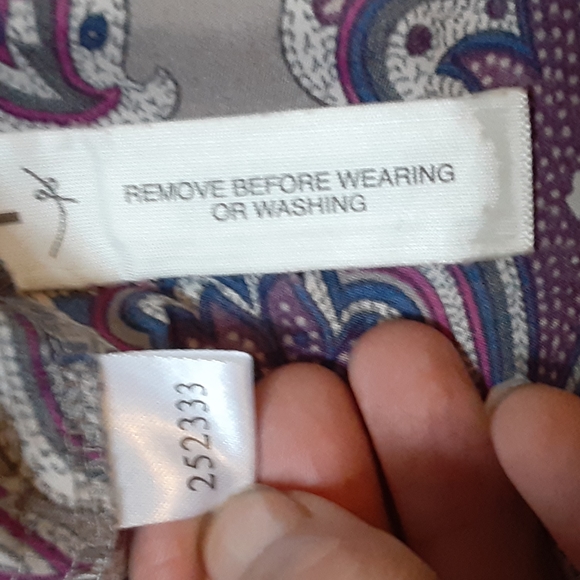 REMOVE BEFORE WEARING
OR WASHING
252333